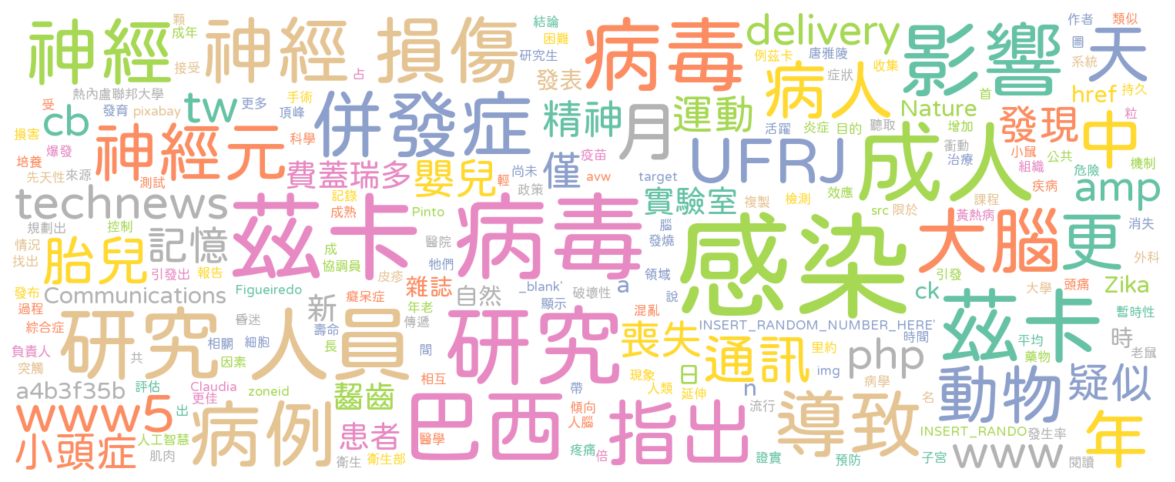 顆
成年
神經
接受
神經 損傷
占
結論
困難
研究生
發表
病毒
delivery
例茲卡
唐雅陵
症狀
收集
病人
影響
作者
圖
系統
類似
天
熱內盧聯邦大學
發育
pixabay
tw
更多
手術
頂峰
科學
併發症
精神
月
運動
活躍
炎症
目的
聽取
Nature
首
增加
衝動
治療
href
持久
粒
發現
小鼠
組織
公共
中
危險
機制
疾病
受
cb
損害
爆發
培養
來源
先天性
神經元
測試
費蓋瑞多
嬰兒
輕
尚未
政策
僅
疫苗
avw
target
UFRJ
成人
課程
amp
technews
規劃出
控制
記錄
成熟
Pinto
實驗室
複製
效應
檢測
src
限於
黃熱病
腦
發燒
情況
找出
胎兒
記憶
引發出
報告
茲卡 病毒
成
協調員
醫院
牠們
領域
說
感染
大腦
更
消失
外科
發布
過程
Communications
Figueiredo
皮疹
癡呆症
雜誌
自然
_blank'
顯示
破壞性
a
混亂
ck
引發
大學
頭痛
Zika
暫時性
綜合症
負責人
突觸
研究 人員
昏迷
相關
細胞
因素
新
壽命
長
年老
傳遞
間
共
研究
喪失
INSERT_RANDOM_NUMBER_HERE'
時間
通訊
里約
php
茲卡
平均
藥物
時
老鼠
a4b3f35b
評估
Claudia
更佳
zoneid
齧齒
相互
現象
人類
日
延伸
img
n
病學
動物
疑似
www5
出
小頭症
人工智慧
肌肉
病例
患者
衛生
衛生部
醫學
巴西
帶
傾向
人腦
疼痛
倍
指出
流行
證實
導致
預防
名
INSERT_RANDO
子宮
www
發生率
閱讀
年